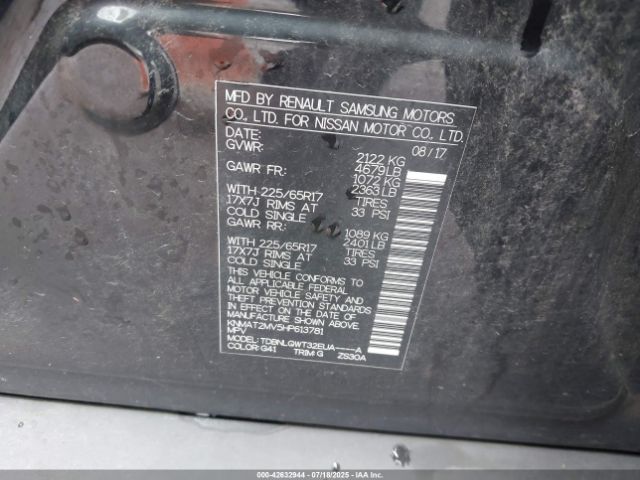 MFD BY RENAULT SAMSUNG MOTORS
CO., LTD. FOR NISSAN MOTOR CO., LTD.
DATE: 08/17
GVWR: 2122 KG
4679 LB
GAWR FR: 1072 KG
2363 LB
WITH 225/65R17 TIRES
17X7J RIMS AT 33 PSI
COLD SINGLE
GAWR RR: 1089 KG
2401 LB
WITH 225/65R17 TIRES
17X7J RIMS AT 33 PSI
COLD SINGLE
THIS VEHICLE CONFORMS TO
ALL APPLICABLE FEDERAL
MOTOR VEHICLE SAFETY AND
THEFT PREVENTION STANDARDS
IN EFFECT ON THE DATE OF
MANUFACTURE SHOWN ABOVE.
KNMAT2MV5HP613781
MPV
MODEL: TDBNLQWT32EUA----A
COLOR: G41 TRIM: G ZS30A
000-42632944 07/18/2025 IAAI.COM